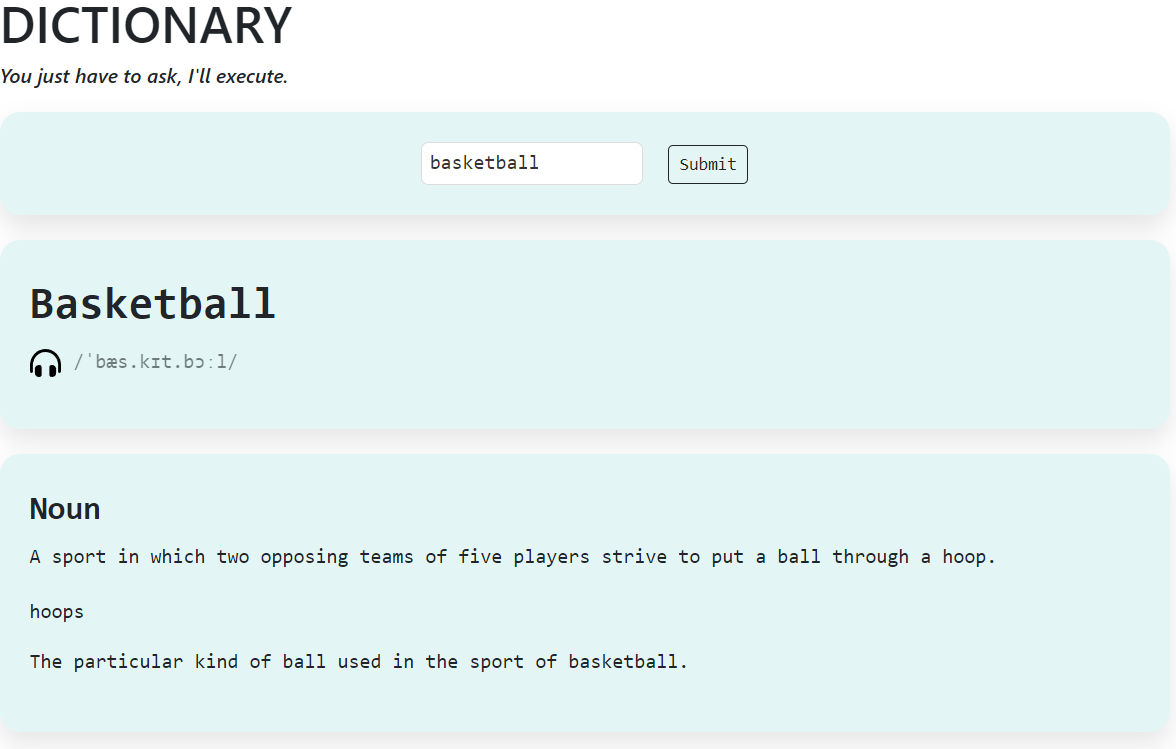 DICTIONARY
You just have to ask, I'll execute.
basketball
Submit
Basketball
/ˈbæs.kɪt.bɔːl/
Noun
A sport in which two opposing teams of five players strive to put a ball through a hoop.
hoops
The particular kind of ball used in the sport of basketball.